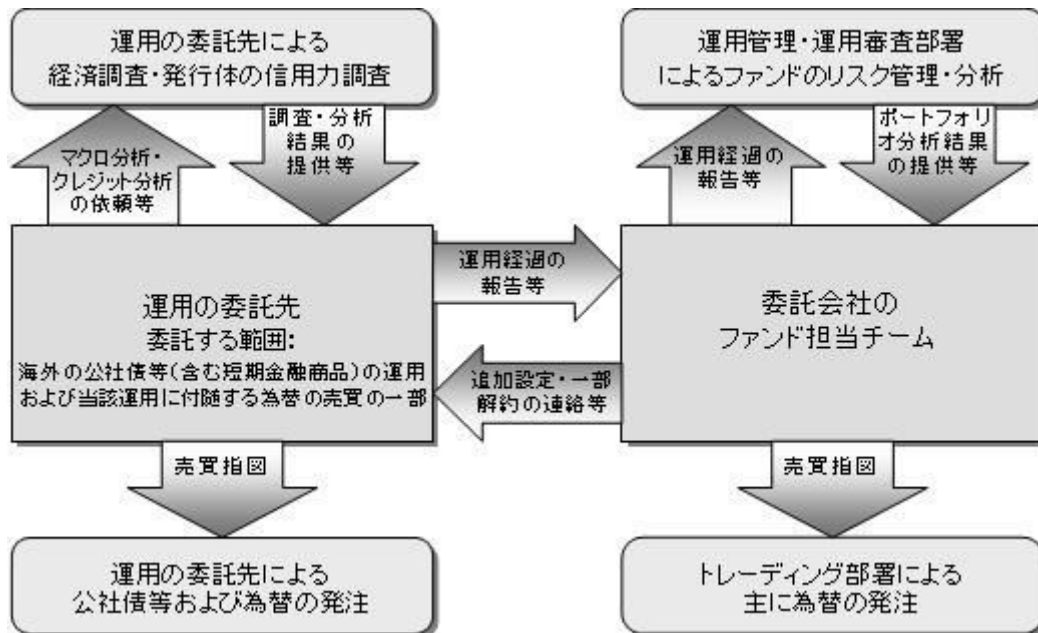 運用の委託先による
経済調査・発行体の信用力調査
運用管理・運用審査部署
によるファンドのリスク管理・分析
マクロ分析・
クレジット分析
の依頼等
調査・分析
結果の
提供等
運用経過の
報告等
ポートフォリ
オ分析結果
の提供等
運用の委託先
委託する範囲:
海外の公社債等(含む短期金融商品)の運用
および当該運用に付随する為替の売買の一部
運用経過の
報告等
追加設定・一部
解約の連絡等
委託会社の
ファンド担当チーム
売買指図
売買指図
運用の委託先による
公社債等および為替の発注
トレーディング部署による
主に為替の発注